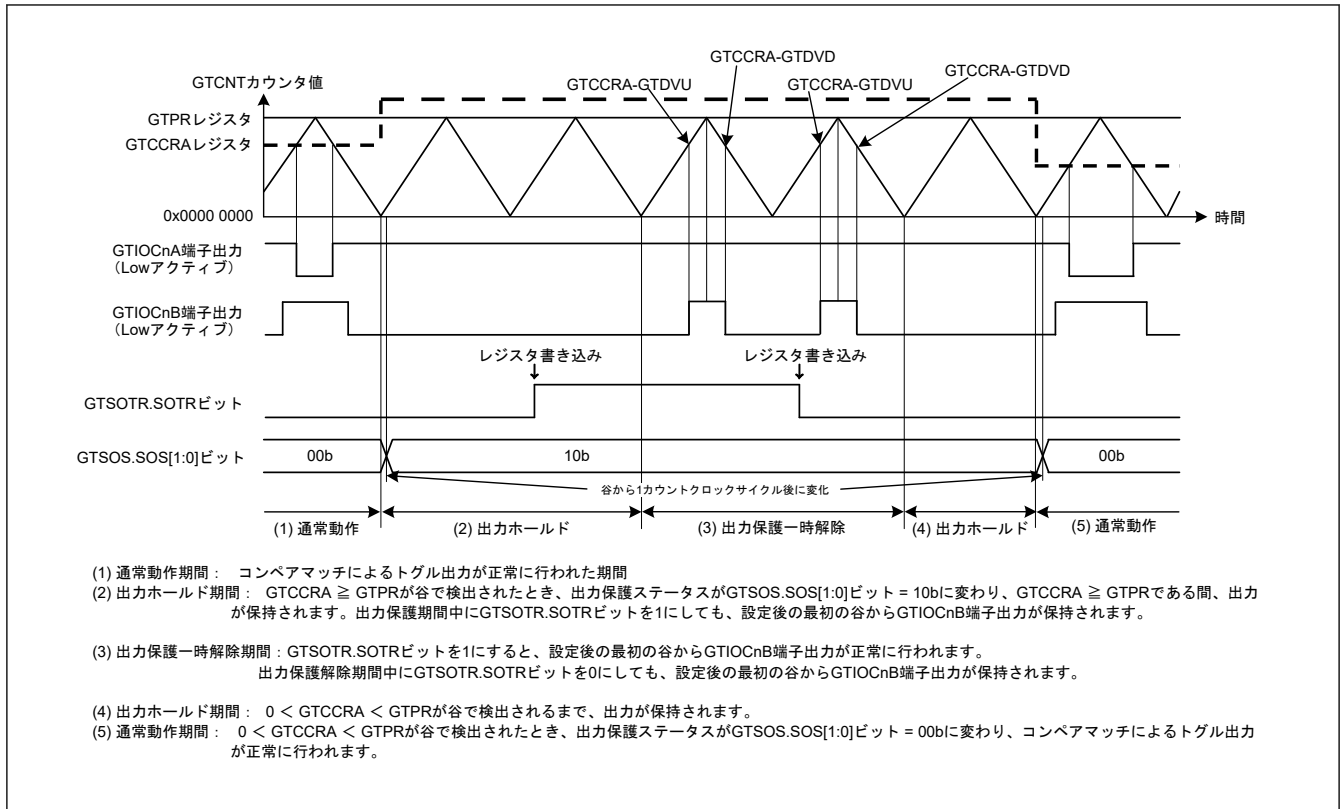 GTCCRA-GTDVD
GTCCRA-GTDVD
GTCNTカウンタ値
GTCCRA-GTDVU
GTCCRA-GTDVU
GTPRレジスタ
GTCCRAレジスタ
0x0000 0000
時間
GTIOCnA端子出力
（Lowアクティブ）
GTIOCnB端子出力
（Lowアクティブ）
レジスタ書き込み
レジスタ書き込み
GTSOTR.SOTRビット
GTSOS.SOS[1:0]ビット
00b
10b
00b
谷から1カウントクロックサイクル後に変化
(1) 通常動作
(2) 出力ホールド
(3) 出力保護一時解除
(4) 出力ホールド
(5) 通常動作
(1) 通常動作期間： コンペアマッチによるトグル出力が正常に行われた期間
(2) 出力ホールド期間： GTCCRA ≧ GTPRが谷で検出されたとき、出力保護ステータスがGTSOS.SOS[1:0]ビット = 10bに変わり、GTCCRA ≧ GTPRである間、出力
が保持されます。出力保護期間中にGTSOTR.SOTRビットを1にしても、設定後の最初の谷からGTIOCnB端子出力が保持されます。
(3) 出力保護一時解除期間：GTSOTR.SOTRビットを1にすると、設定後の最初の谷からGTIOCnB端子出力が正常に行われます。
出力保護解除期間中にGTSOTR.SOTRビットを0にしても、設定後の最初の谷からGTIOCnB端子出力が保持されます。
(4) 出力ホールド期間： 0 ＜ GTCCRA ＜ GTPRが谷で検出されるまで、出力が保持されます。
(5) 通常動作期間： 0 ＜ GTCCRA ＜ GTPRが谷で検出されたとき、出力保護ステータスがGTSOS.SOS[1:0]ビット = 00bに変わり、コンペアマッチによるトグル出力
が正常に行われます。